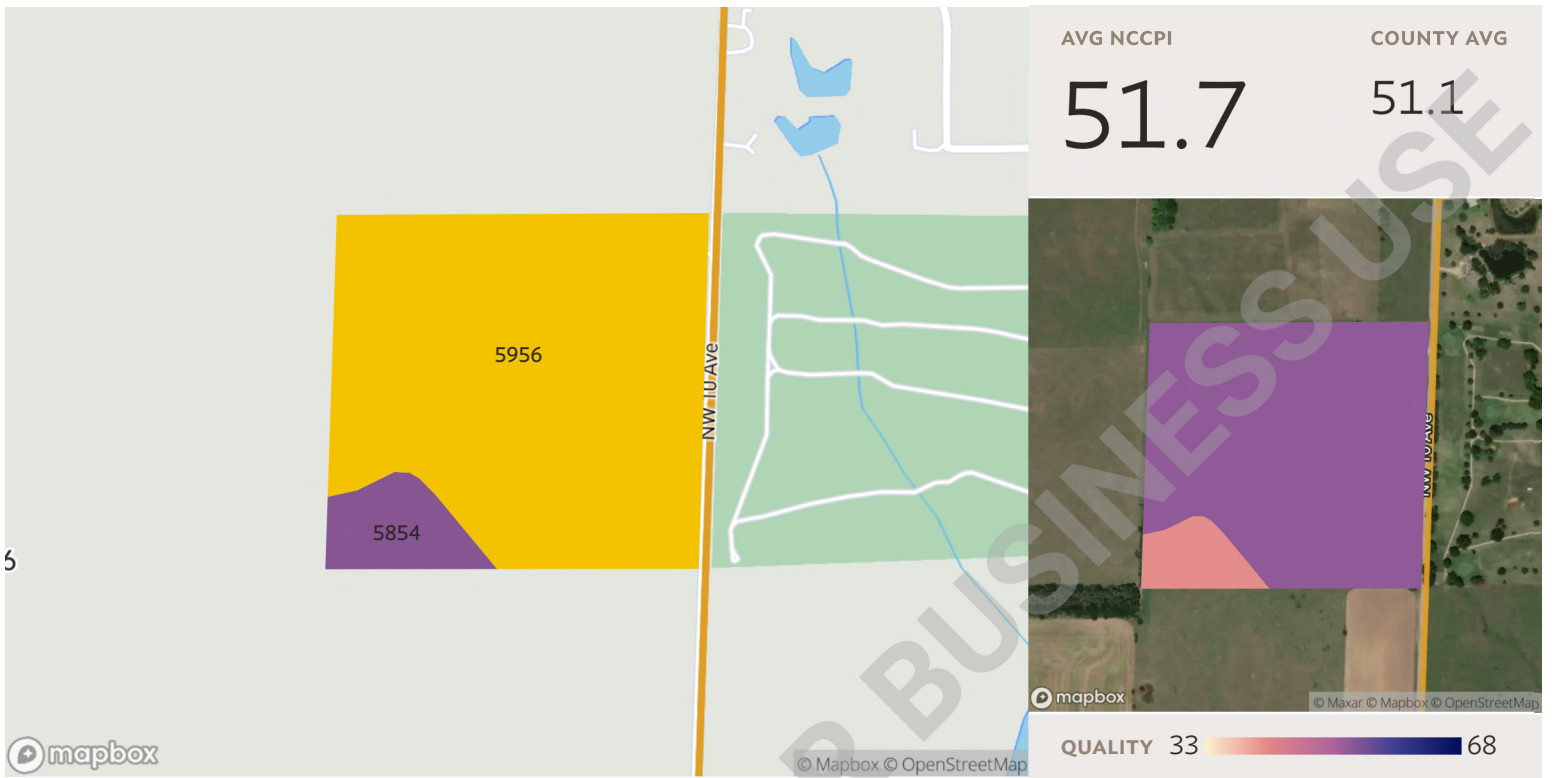 AVG NCCPI
COUNTY AVG
51.7
51.1
5956
5854
NW 10 Ave
6
NW 10 Ave
BUSINESS USE
mapbox
© Mapbox © OpenStreetMap
mapbox
© Maxar © Mapbox © OpenStreetMap
QUALITY 33 68